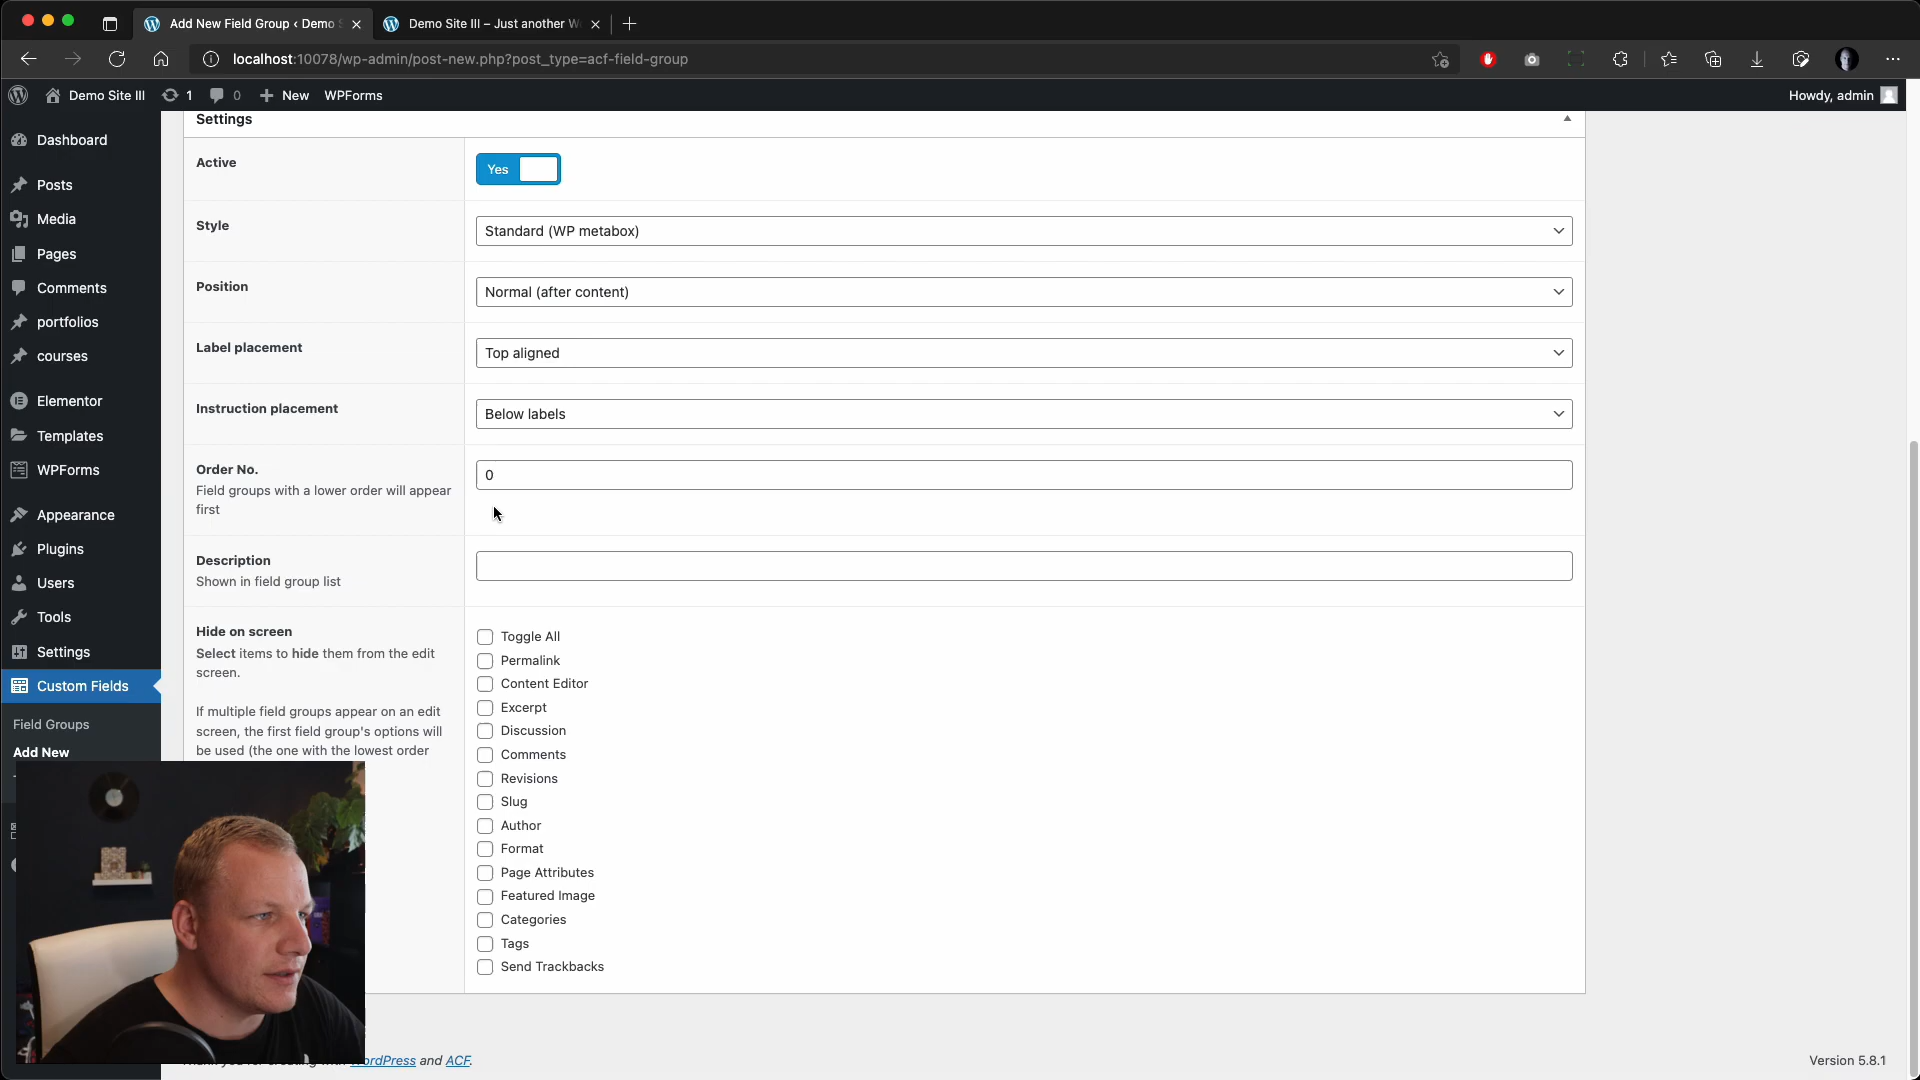 Add New Field Group ‹ Demo S
Demo Site III – Just another W
localhost:10078/wp-admin/post-new.php?post_type=acf-field-group
Demo Site III
1
0
New
WPForms
Howdy, admin
Dashboard
Posts
Media
Pages
Comments
portfolios
courses
Elementor
Templates
WPForms
Appearance
Plugins
Users
Tools
Settings
Custom Fields
Field Groups
Add New
Settings
Active
Yes
Style
Standard (WP metabox)
Position
Normal (after content)
Label placement
Top aligned
Instruction placement
Below labels
Order No.
Field groups with a lower order will appear
first
0
Description
Shown in field group list
Hide on screen
Select items to hide them from the edit
screen.
If multiple field groups appear on an edit
screen, the first field group's options will
be used (the one with the lowest order
Toggle All
Permalink
Content Editor
Excerpt
Discussion
Comments
Revisions
Slug
Author
Format
Page Attributes
Featured Image
Categories
Tags
Send Trackbacks
ordPress and ACF.
Version 5.8.1